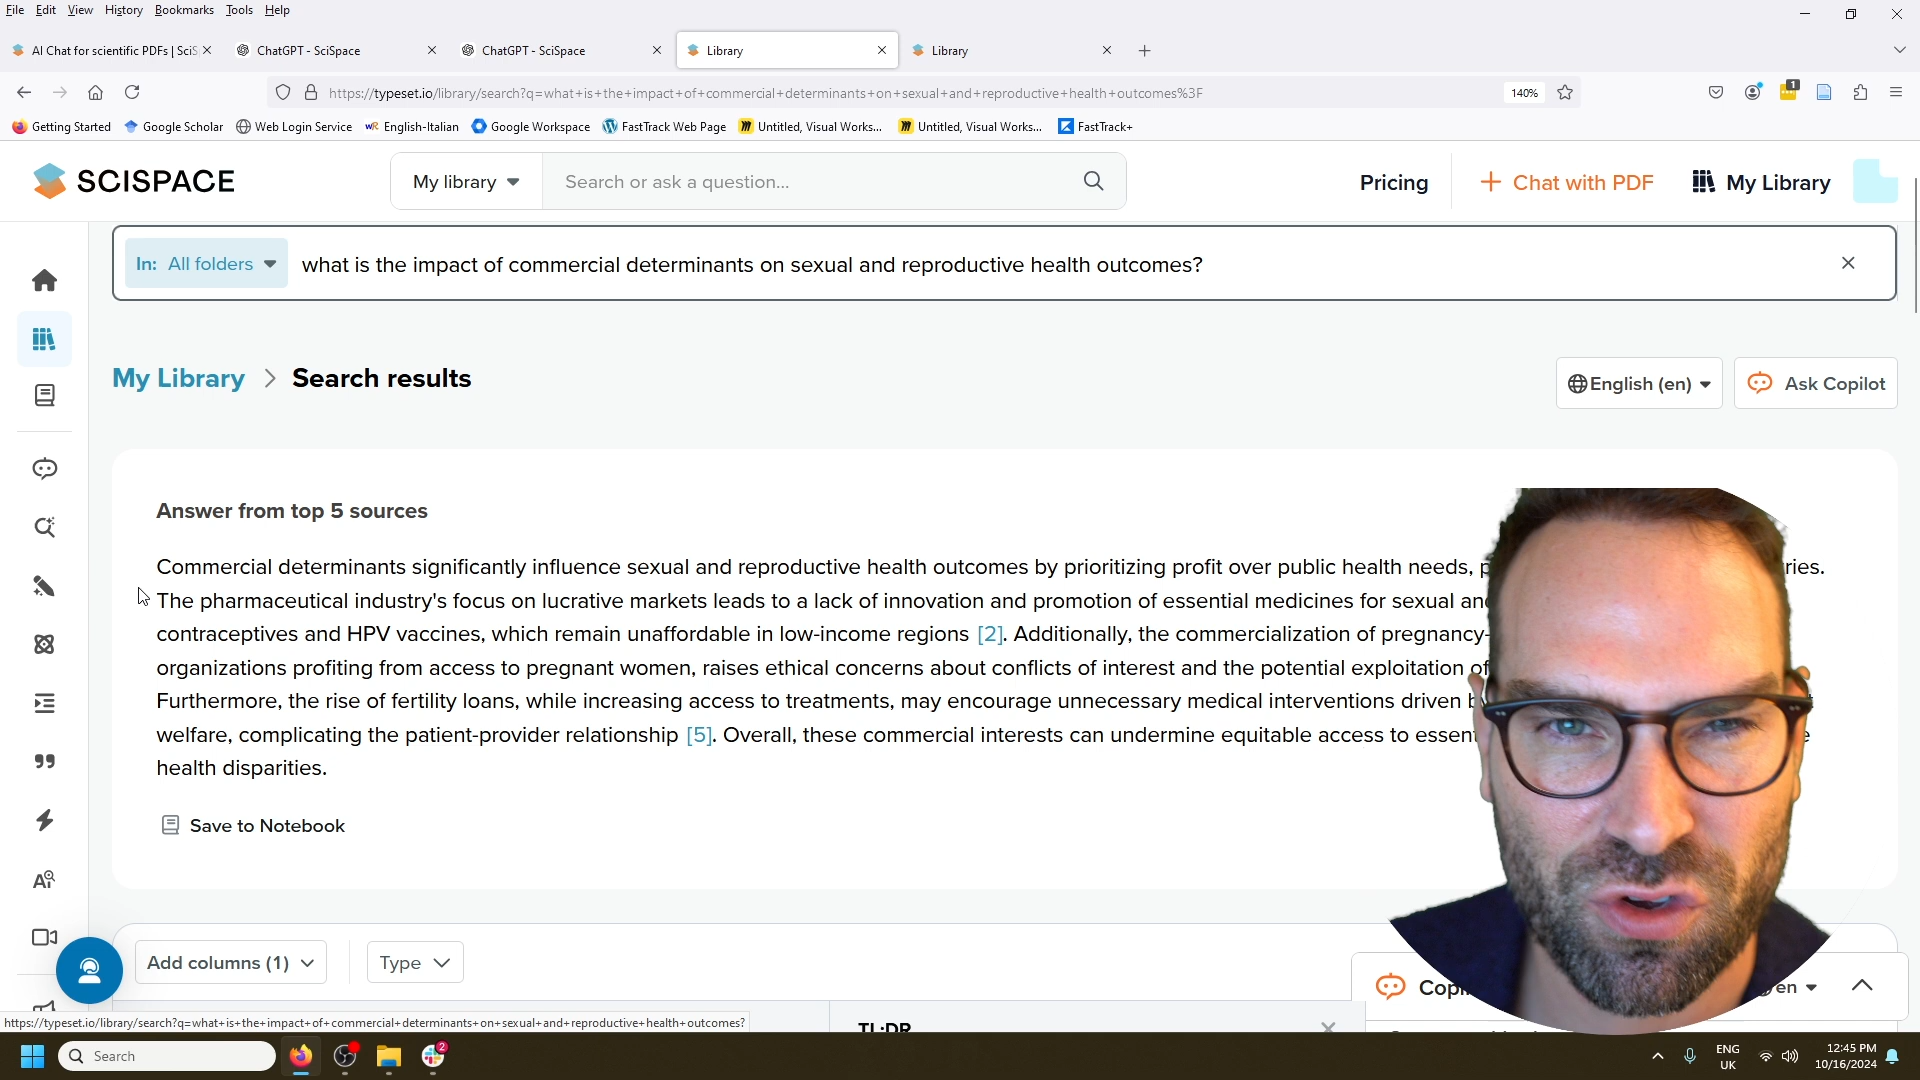 File Edit View History Bookmarks Tools Help
AI Chat for scientific PDFs | SciS
ChatGPT - SciSpace
ChatGPT - SciSpace
Library
Library
https://typeset.io/library/search?q=what+is+the+impact+of+commercial+determinants+on+sexual+and+reproductive+health+outcomes%3F
140%
1
Getting Started Google Scholar Web Login Service English-Italian Google Workspace FastTrack Web Page Untitled, Visual Works... Untitled, Visual Works... FastTrack+
SCISPACE
My library
Search or ask a question...
Pricing
+ Chat with PDF
My Library
In: All folders
what is the impact of commercial determinants on sexual and reproductive health outcomes?
My Library > Search results
English (en)
Ask Copilot
Answer from top 5 sources
Commercial determinants significantly influence sexual and reproductive health outcomes by prioritizing profit over public health needs,
The pharmaceutical industry's focus on lucrative markets leads to a lack of innovation and promotion of essential medicines for sexual
contraceptives and HPV vaccines, which remain unaffordable in low-income regions [2]. Additionally, the commercialization of pregnancy-
organizations profiting from access to pregnant women, raises ethical concerns about conflicts of interest and the potential exploitation of
Furthermore, the rise of fertility loans, while increasing access to treatments, may encourage unnecessary medical interventions driven
welfare, complicating the patient-provider relationship [5]. Overall, these commercial interests can undermine equitable access to
health disparities.
Save to Notebook
Add columns (1)
Type
en
TL;DR
https://typeset.io/library/search?q=what+is+the+impact+of+commercial+determinants+on+sexual+and+reproductive+health+outcomes?
Search
2
ENG
UK
12:45 PM
10/16/2024